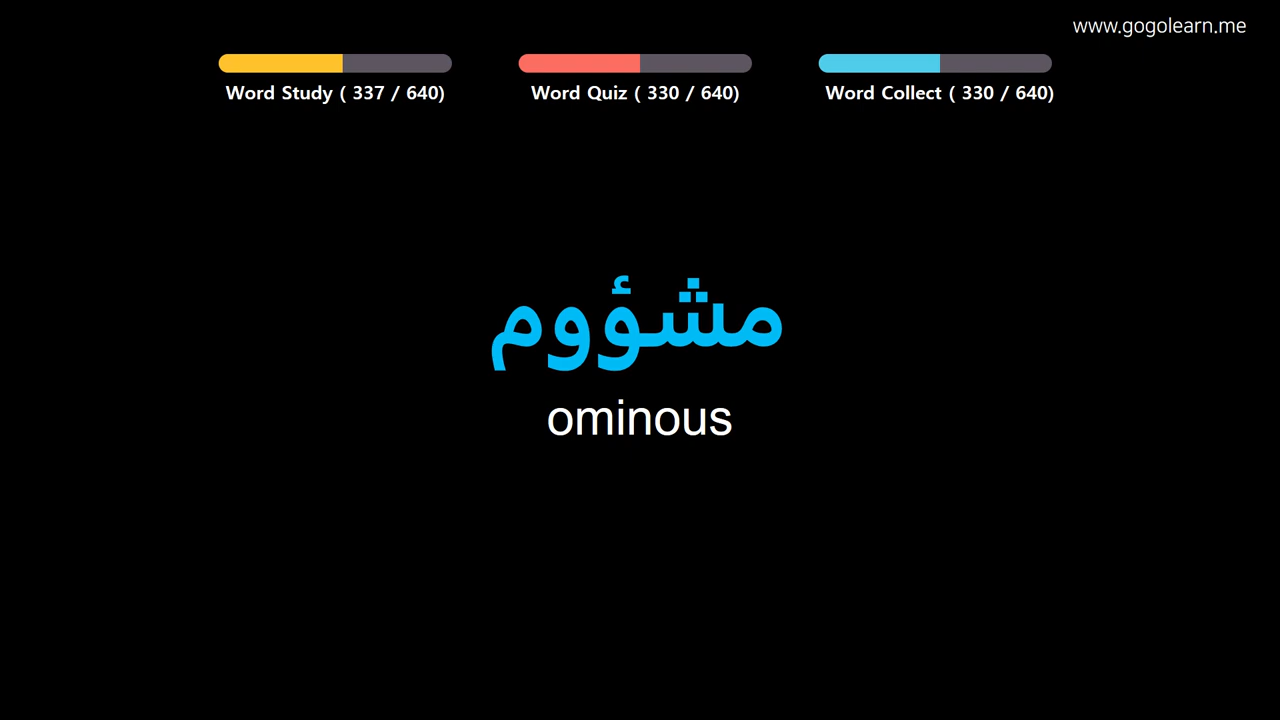 www.gogolearn.me
Word Study ( 337 / 640)
Word Quiz ( 330 / 640)
Word Collect ( 330 / 640)
مشؤوم
ominous